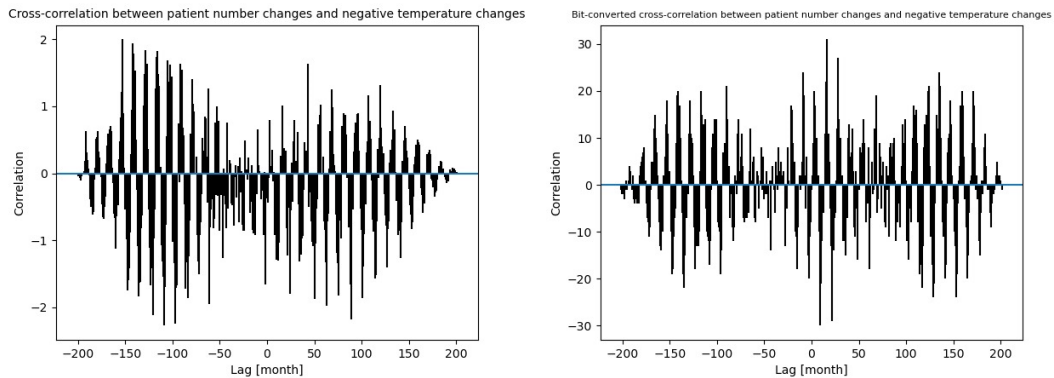 Cross-correlation between patient number changes and negative temperature changes
2
1
0
−1
−2
Correlation
−200 −150 −100 −50 0 50 100 150 200
Lag [month]
Bit-converted cross-correlation between patient number changes and negative temperature changes
30
20
10
0
−10
−20
−30
Correlation
−200 −150 −100 −50 0 50 100 150 200
Lag [month]